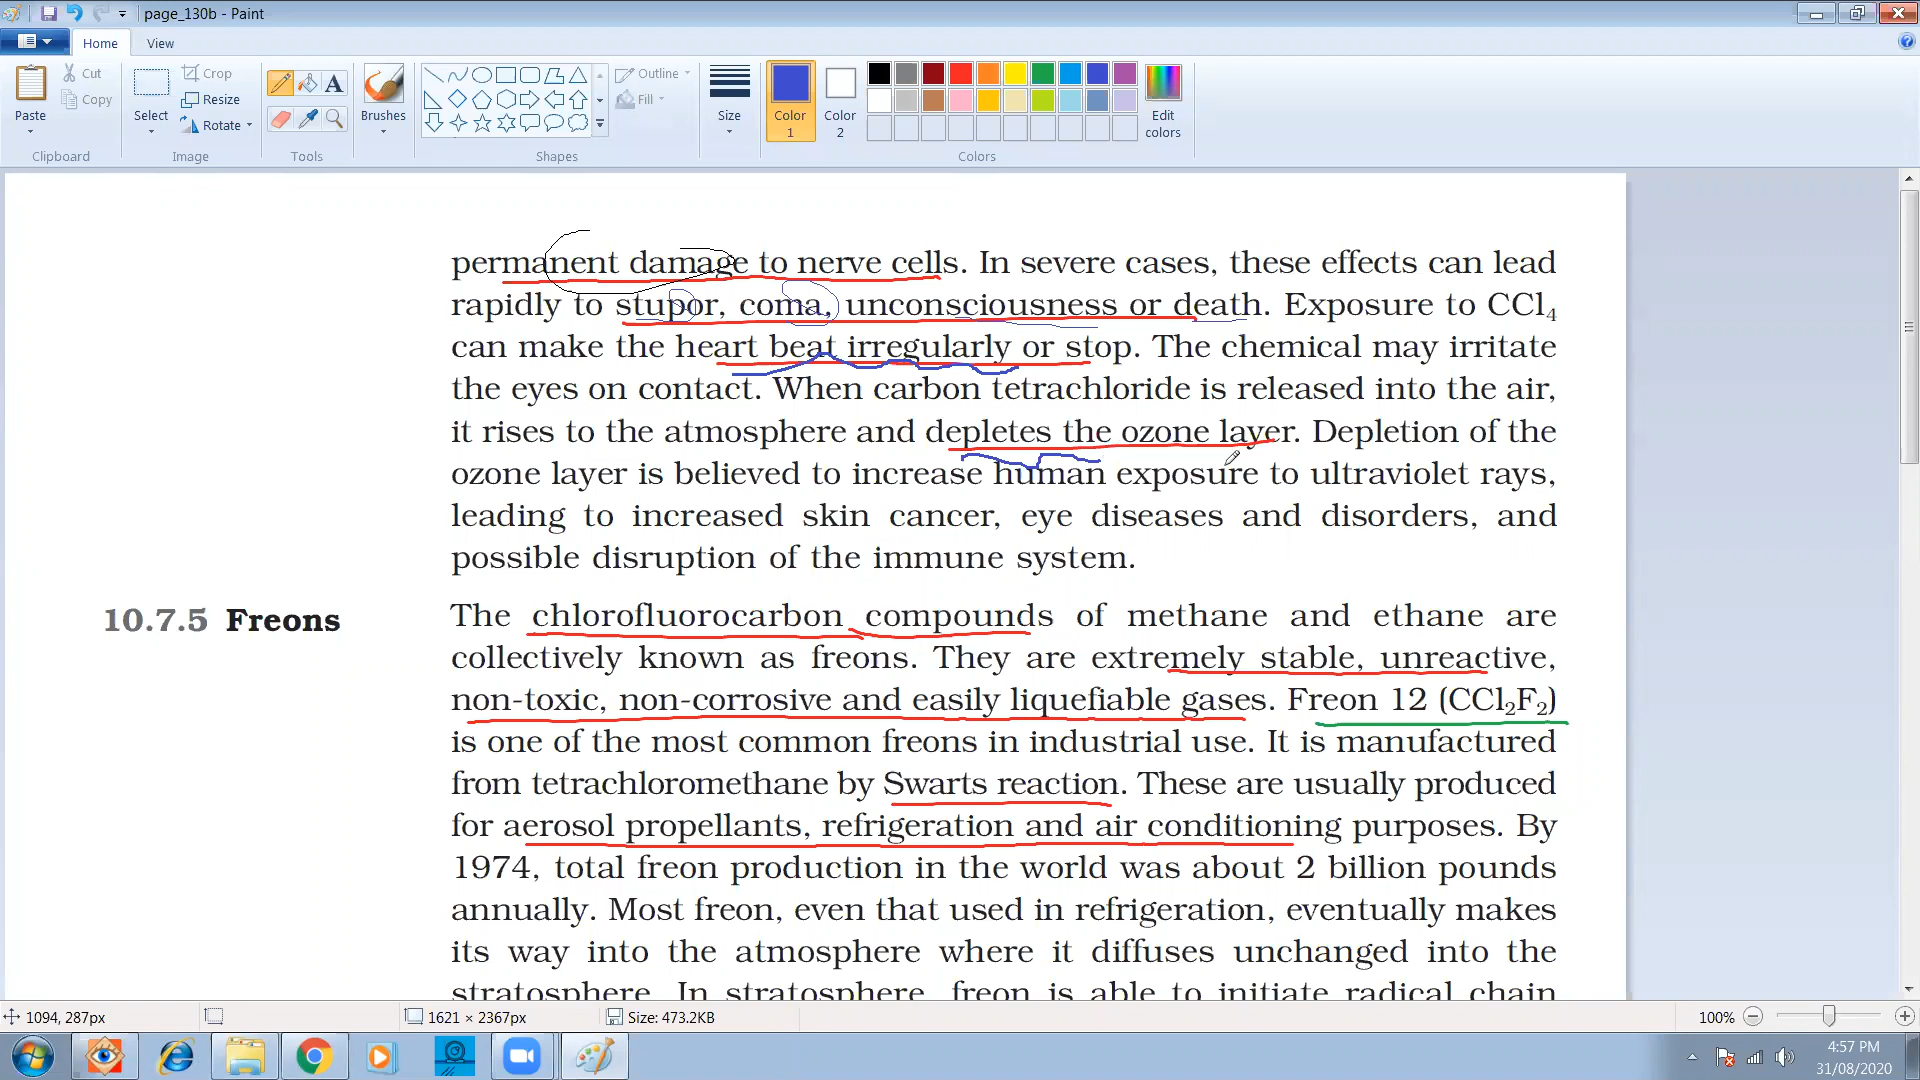 page_130b - Paint
Home View
Paste Cut Copy Clipboard
Select Crop Resize Rotate Image
Tools
Brushes
Shapes
Outline Fill
Size
Color 1
Color 2
Edit colors
Colors
permanent damage to nerve cells. In severe cases, these effects can lead
rapidly to stupor, coma, unconsciousness or death. Exposure to CCl₄
can make the heart beat irregularly or stop. The chemical may irritate
the eyes on contact. When carbon tetrachloride is released into the air,
it rises to the atmosphere and depletes the ozone layer. Depletion of the
ozone layer is believed to increase human exposure to ultraviolet rays,
leading to increased skin cancer, eye diseases and disorders, and
possible disruption of the immune system.
10.7.5 Freons
The chlorofluorocarbon compounds of methane and ethane are
collectively known as freons. They are extremely stable, unreactive,
non-toxic, non-corrosive and easily liquefiable gases. Freon 12 (CCl₂F₂)
is one of the most common freons in industrial use. It is manufactured
from tetrachloromethane by Swarts reaction. These are usually produced
for aerosol propellants, refrigeration and air conditioning purposes. By
1974, total freon production in the world was about 2 billion pounds
annually. Most freon, even that used in refrigeration, eventually makes
its way into the atmosphere where it diffuses unchanged into the
stratosphere. In stratosphere, freon is able to initiate radical chain
1094, 287px 1621 × 2367px Size: 473.2KB 100%
4:57 PM
31/08/2020